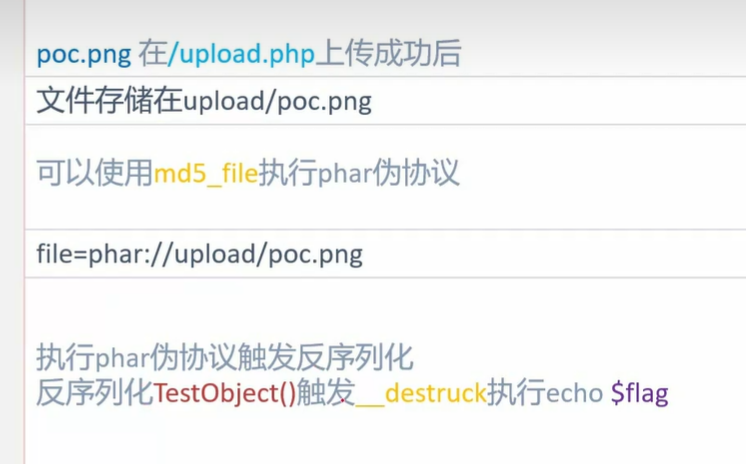 poc.png 在/upload.php上传成功后
文件存储在upload/poc.png
可以使用md5_file执行phar伪协议
file=phar://upload/poc.png
执行phar伪协议触发反序列化
反序列化TestObject()触发__destruck执行echo $flag